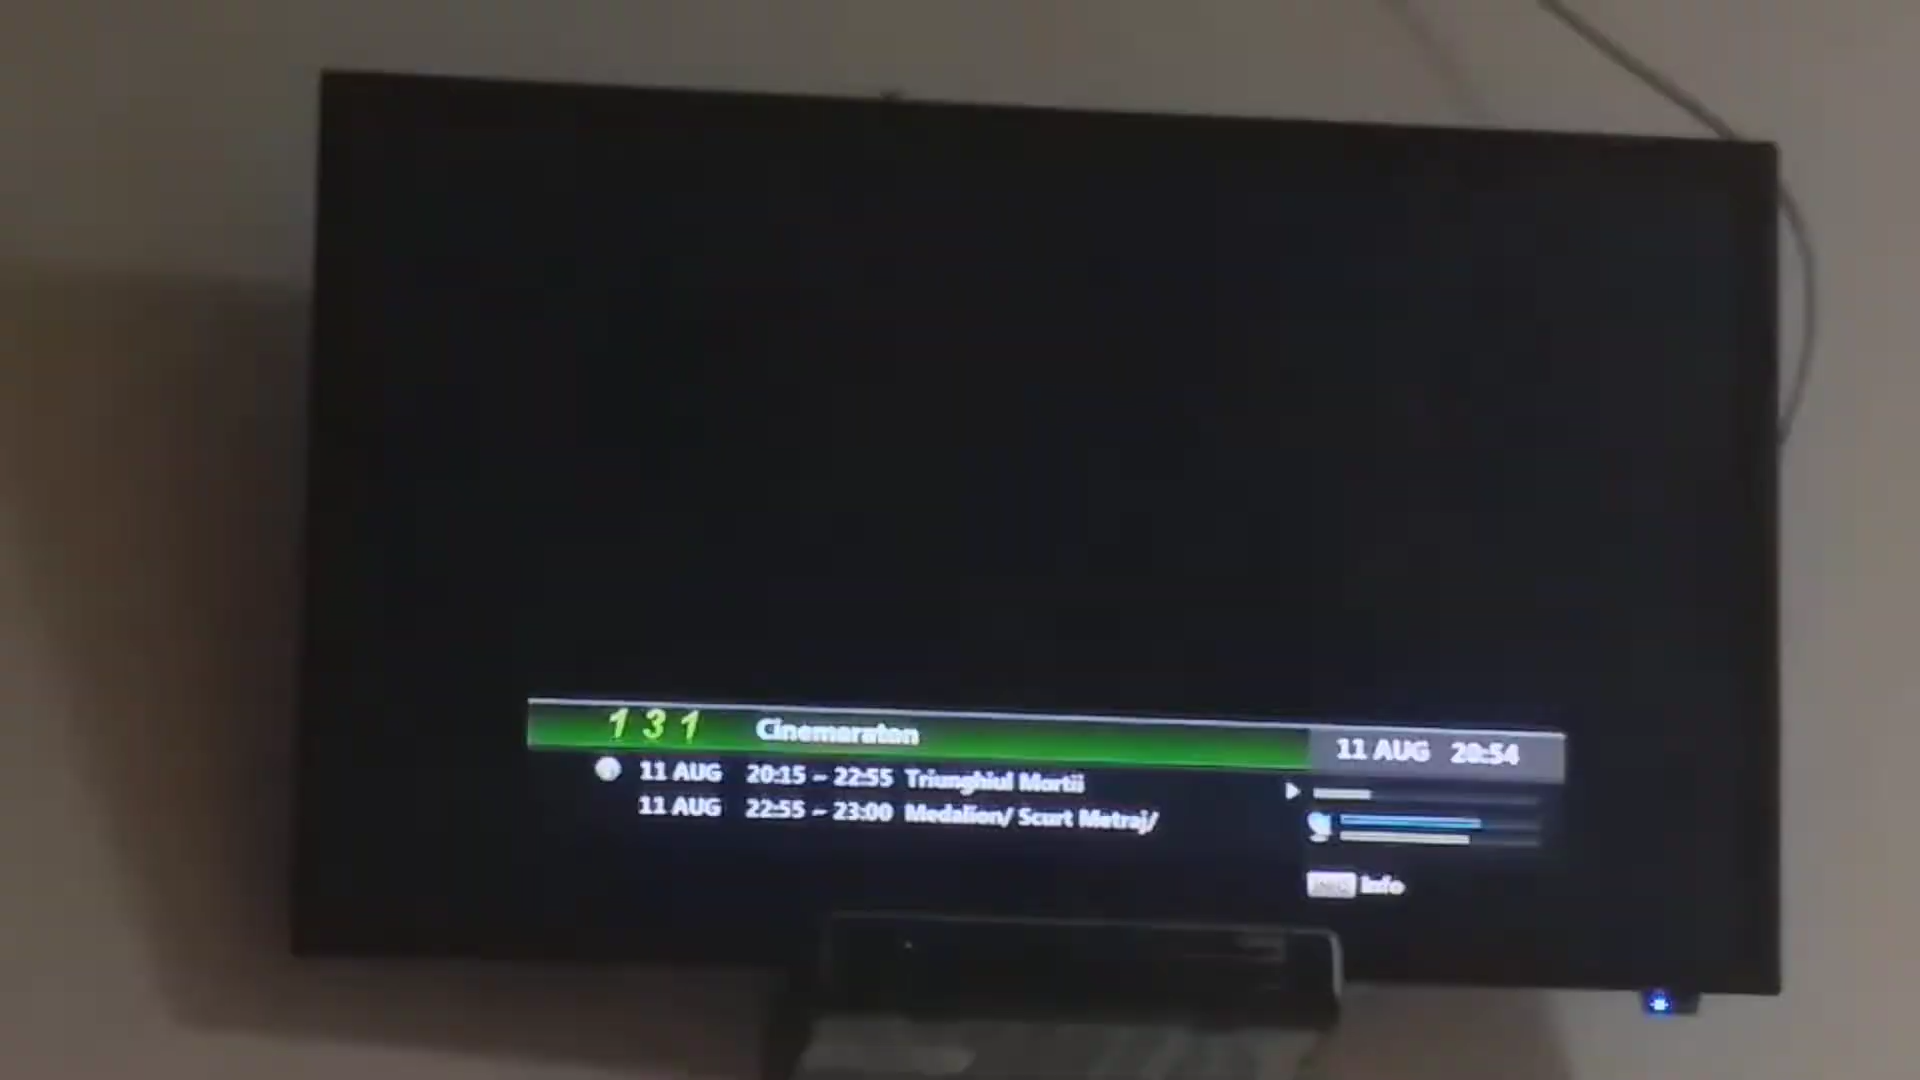 131 Cinemaraton 11 AUG 20:54
11 AUG 20:15 ~ 22:55 Triunghiul Mortii
11 AUG 22:55 ~ 23:00 Medalion/ Scurt Metraj/
Info